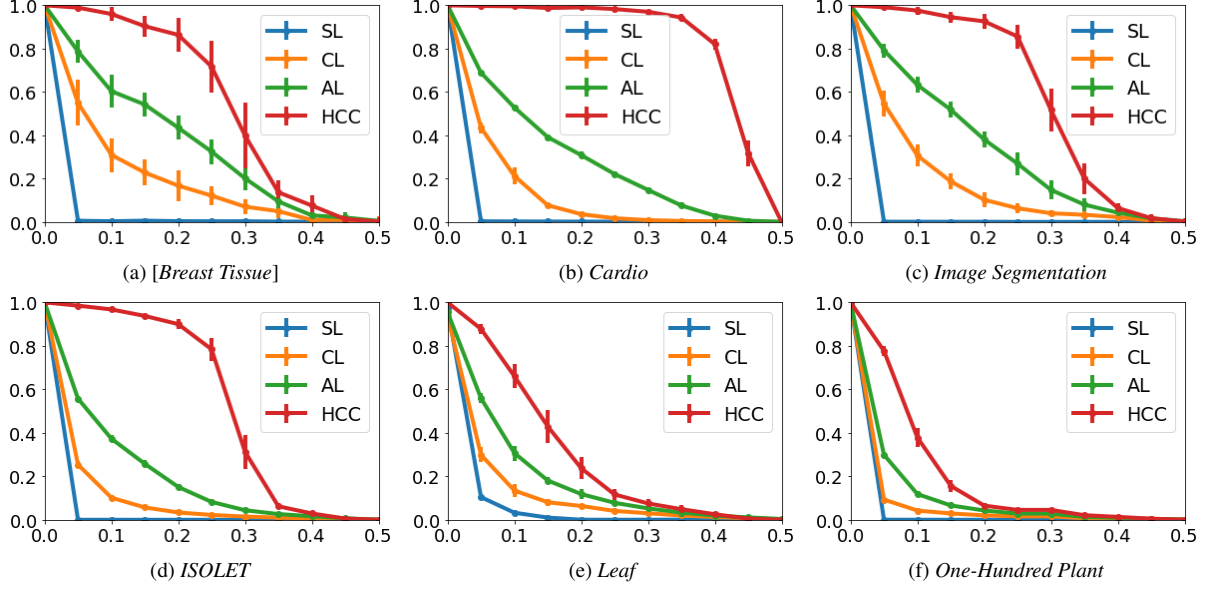 1.0
0.8
0.6
0.4
0.2
0.0
0.0 0.1 0.2 0.3 0.4 0.5
SL
CL
AL
HCC
(a) [Breast Tissue]
1.0
0.8
0.6
0.4
0.2
0.0
0.0 0.1 0.2 0.3 0.4 0.5
SL
CL
AL
HCC
(b) Cardio
1.0
0.8
0.6
0.4
0.2
0.0
0.0 0.1 0.2 0.3 0.4 0.5
SL
CL
AL
HCC
(c) Image Segmentation
1.0
0.8
0.6
0.4
0.2
0.0
0.0 0.1 0.2 0.3 0.4 0.5
SL
CL
AL
HCC
(d) ISOLET
1.0
0.8
0.6
0.4
0.2
0.0
0.0 0.1 0.2 0.3 0.4 0.5
SL
CL
AL
HCC
(e) Leaf
1.0
0.8
0.6
0.4
0.2
0.0
0.0 0.1 0.2 0.3 0.4 0.5
SL
CL
AL
HCC
(f) One-Hundred Plant